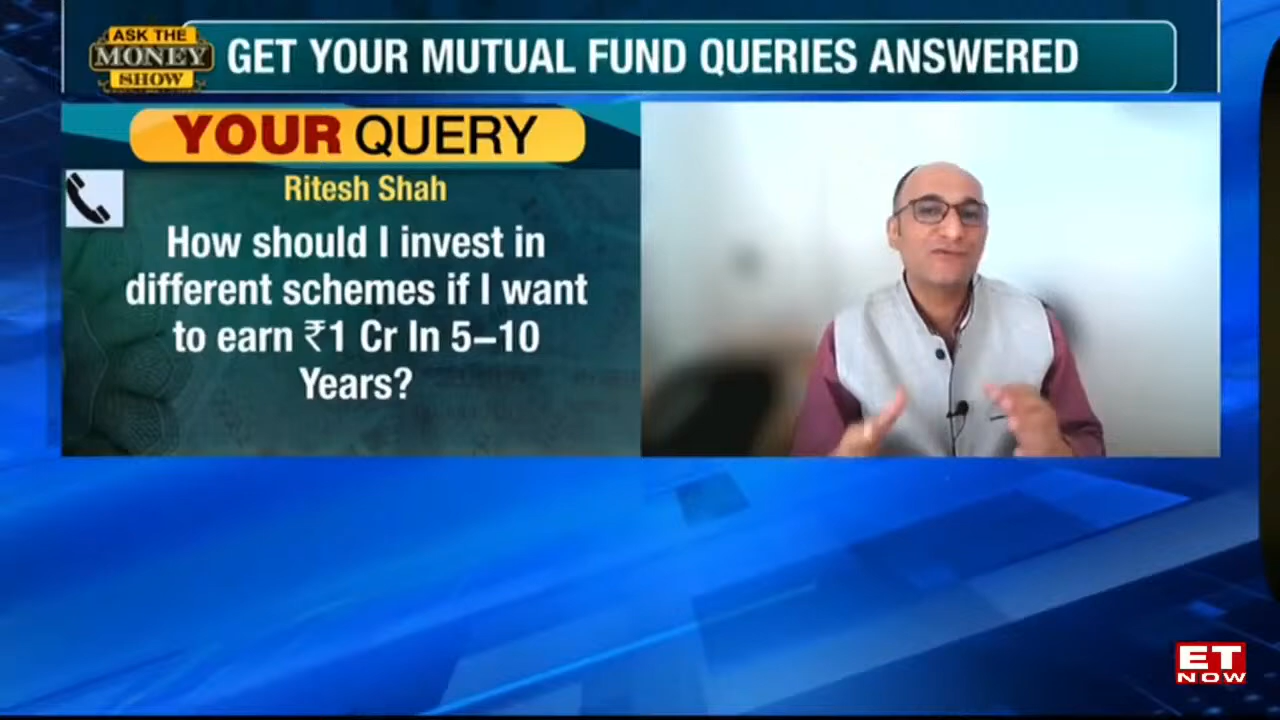 ASK THE
MONEY
SHOW
GET YOUR MUTUAL FUND QUERIES ANSWERED
YOUR QUERY
Ritesh Shah
How should I invest in
different schemes if I want
to earn ₹1 Cr In 5–10
Years?
ET
NOW